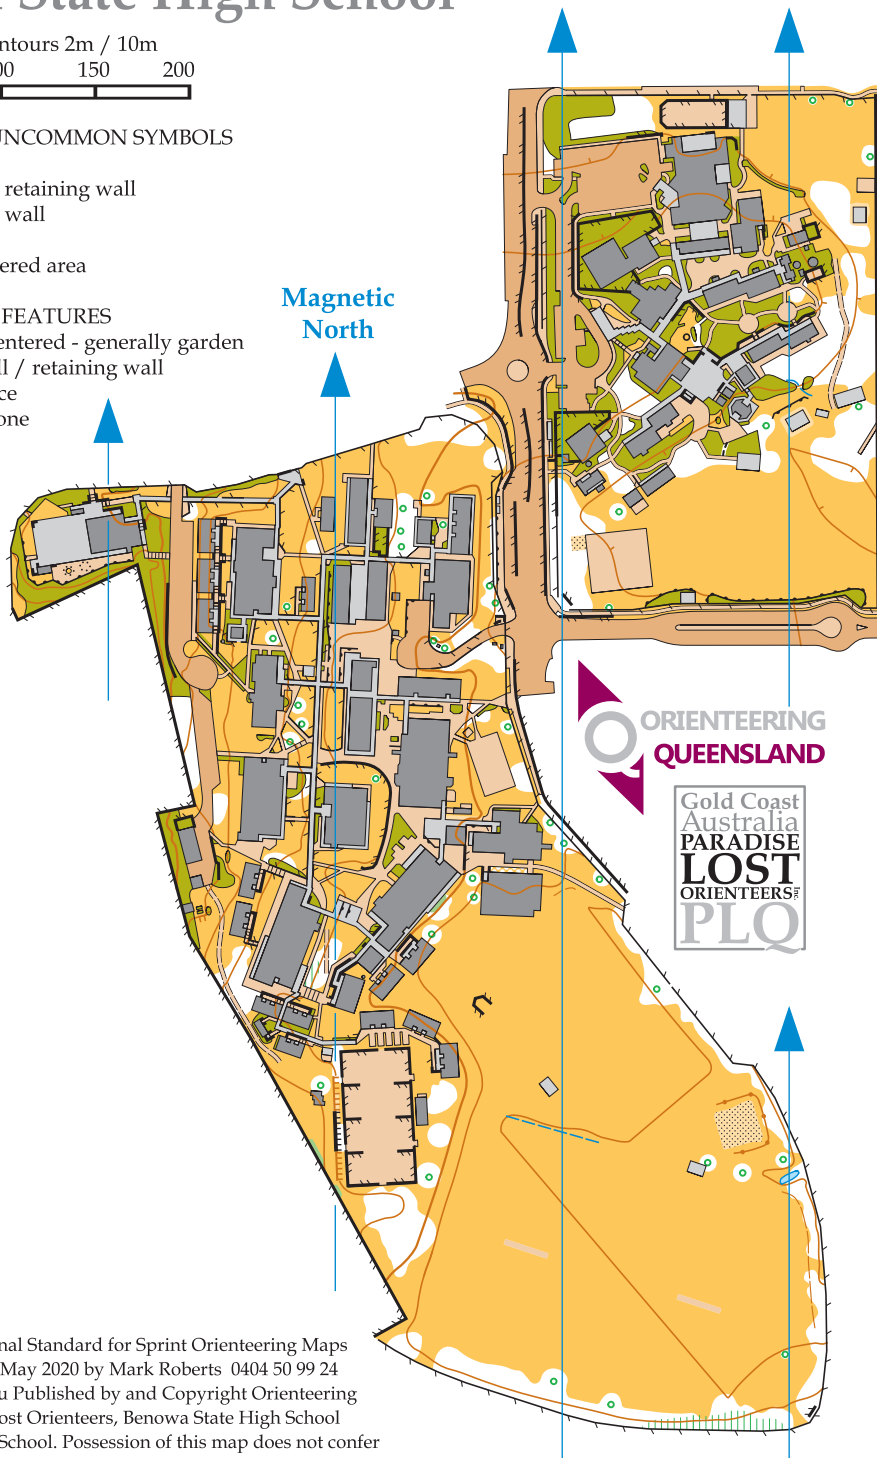 State High School
ntours 2m / 10m
00 150 200
UNCOMMON SYMBOLS
retaining wall
wall
ered area
FEATURES
entered - generally garden
ll / retaining wall
ce
one
Magnetic
North
ORIENTEERING
QUEENSLAND
Gold Coast
Australia
PARADISE
LOST
ORIENTEERS Inc.
PLQ
nal Standard for Sprint Orienteering Maps
May 2020 by Mark Roberts 0404 50 99 24
u Published by and Copyright Orienteering
ost Orienteers, Benowa State High School
School. Possession of this map does not confer